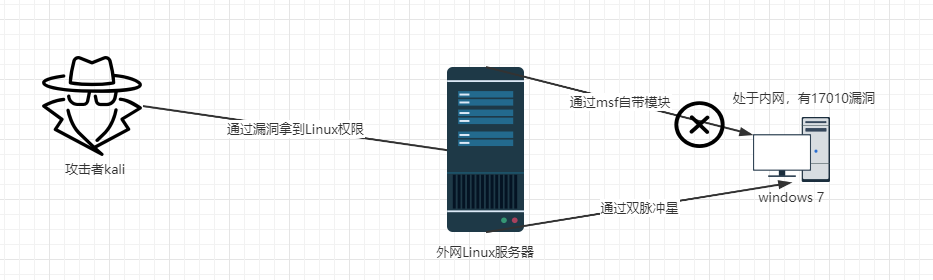 通过msf自带模块
处于内网，有17010漏洞
通过漏洞拿到Linux权限
攻击者kali
windows 7
通过双脉冲星
外网Linux服务器